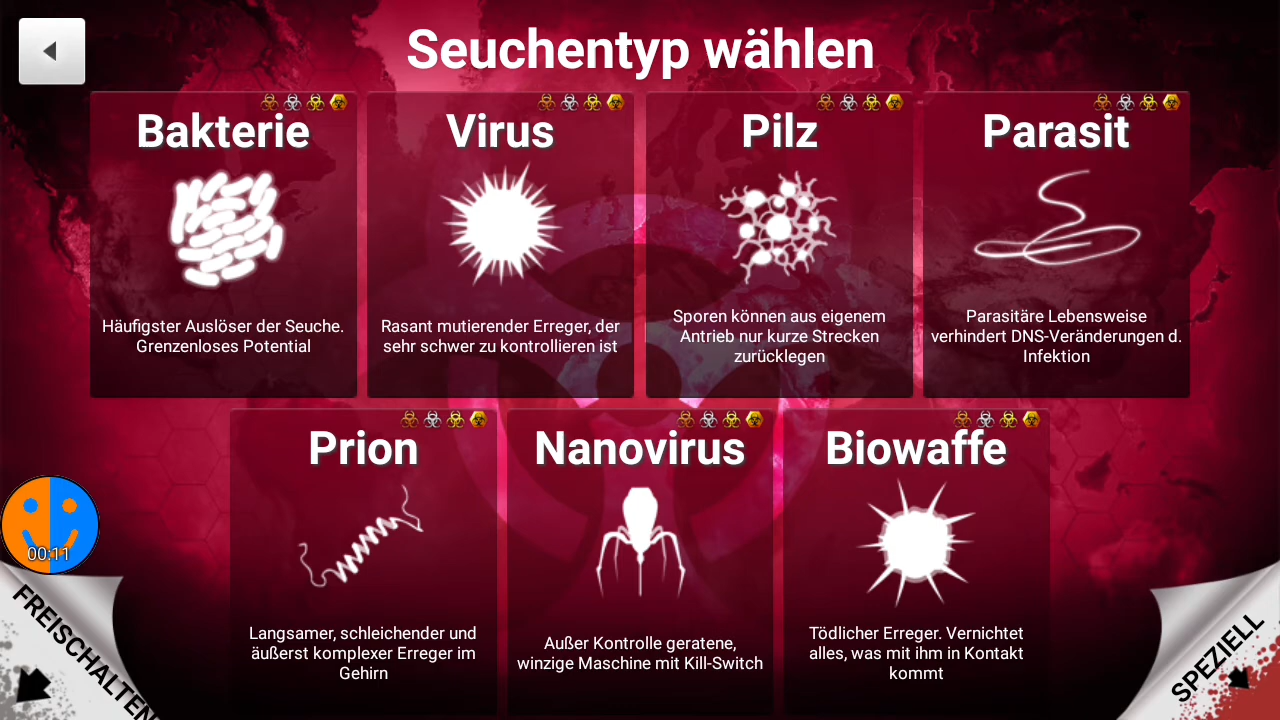 Seuchentyp wählen
Bakterie
Häufigster Auslöser der Seuche.
Grenzenloses Potential
Virus
Rasant mutierender Erreger, der
sehr schwer zu kontrollieren ist
Pilz
Sporen können aus eigenem
Antrieb nur kurze Strecken
zurücklegen
Parasit
Parasitäre Lebensweise
verhindert DNS-Veränderungen d.
Infektion
Prion
Langsamer, schleichender und
äußerst komplexer Erreger im
Gehirn
Nanovirus
Außer Kontrolle geratene,
winzige Maschine mit Kill-Switch
Biowaffe
Tödlicher Erreger. Vernichtet
alles, was mit ihm in Kontakt
kommt
00:11
FREISCHALTEN
SPEZIELL